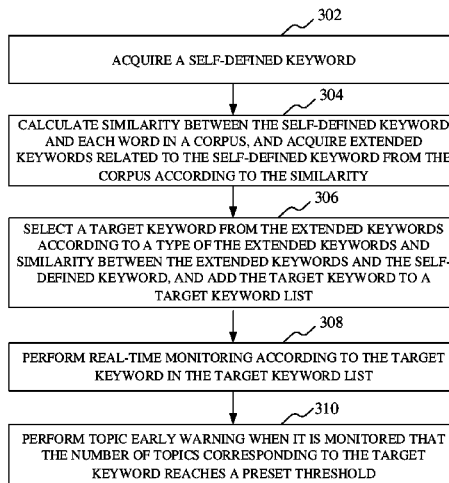 302
ACQUIRE A SELF-DEFINED KEYWORD
304
CALCULATE SIMILARITY BETWEEN THE SELF-DEFINED KEYWORD
AND EACH WORD IN A CORPUS, AND ACQUIRE EXTENDED
KEYWORDS RELATED TO THE SELF-DEFINED KEYWORD FROM THE
CORPUS ACCORDING TO THE SIMILARITY
306
SELECT A TARGET KEYWORD FROM THE EXTENDED KEYWORDS
ACCORDING TO A TYPE OF THE EXTENDED KEYWORDS AND
SIMILARITY BETWEEN THE EXTENDED KEYWORDS AND THE SELF-
DEFINED KEYWORD, AND ADD THE TARGET KEYWORD TO A
TARGET KEYWORD LIST
308
PERFORM REAL-TIME MONITORING ACCORDING TO THE TARGET
KEYWORD IN THE TARGET KEYWORD LIST
310
PERFORM TOPIC EARLY WARNING WHEN IT IS MONITORED THAT
THE NUMBER OF TOPICS CORRESPONDING TO THE TARGET
KEYWORD REACHES A PRESET THRESHOLD